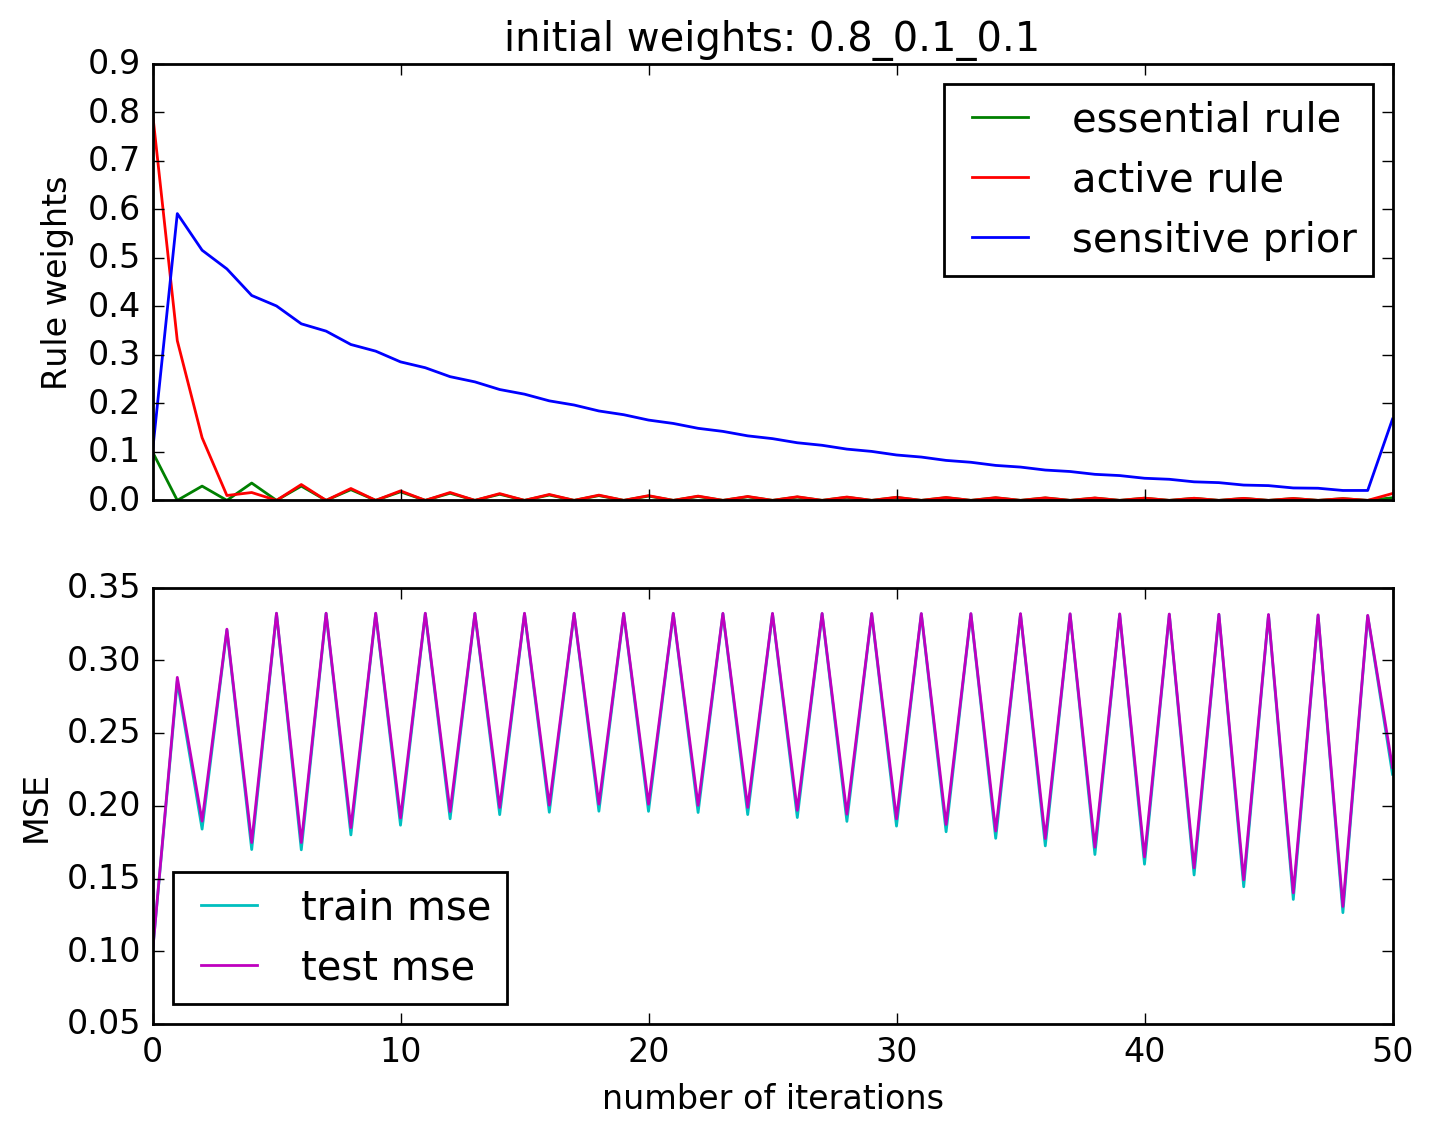 initial weights: 0.8_0.1_0.1
0.9
0.8
0.7
0.6
0.5
0.4
0.3
0.2
0.1
0.0
Rule weights
essential rule
active rule
sensitive prior
0.35
0.30
0.25
0.20
0.15
0.10
0.05
MSE
train mse
test mse
0 10 20 30 40 50
number of iterations